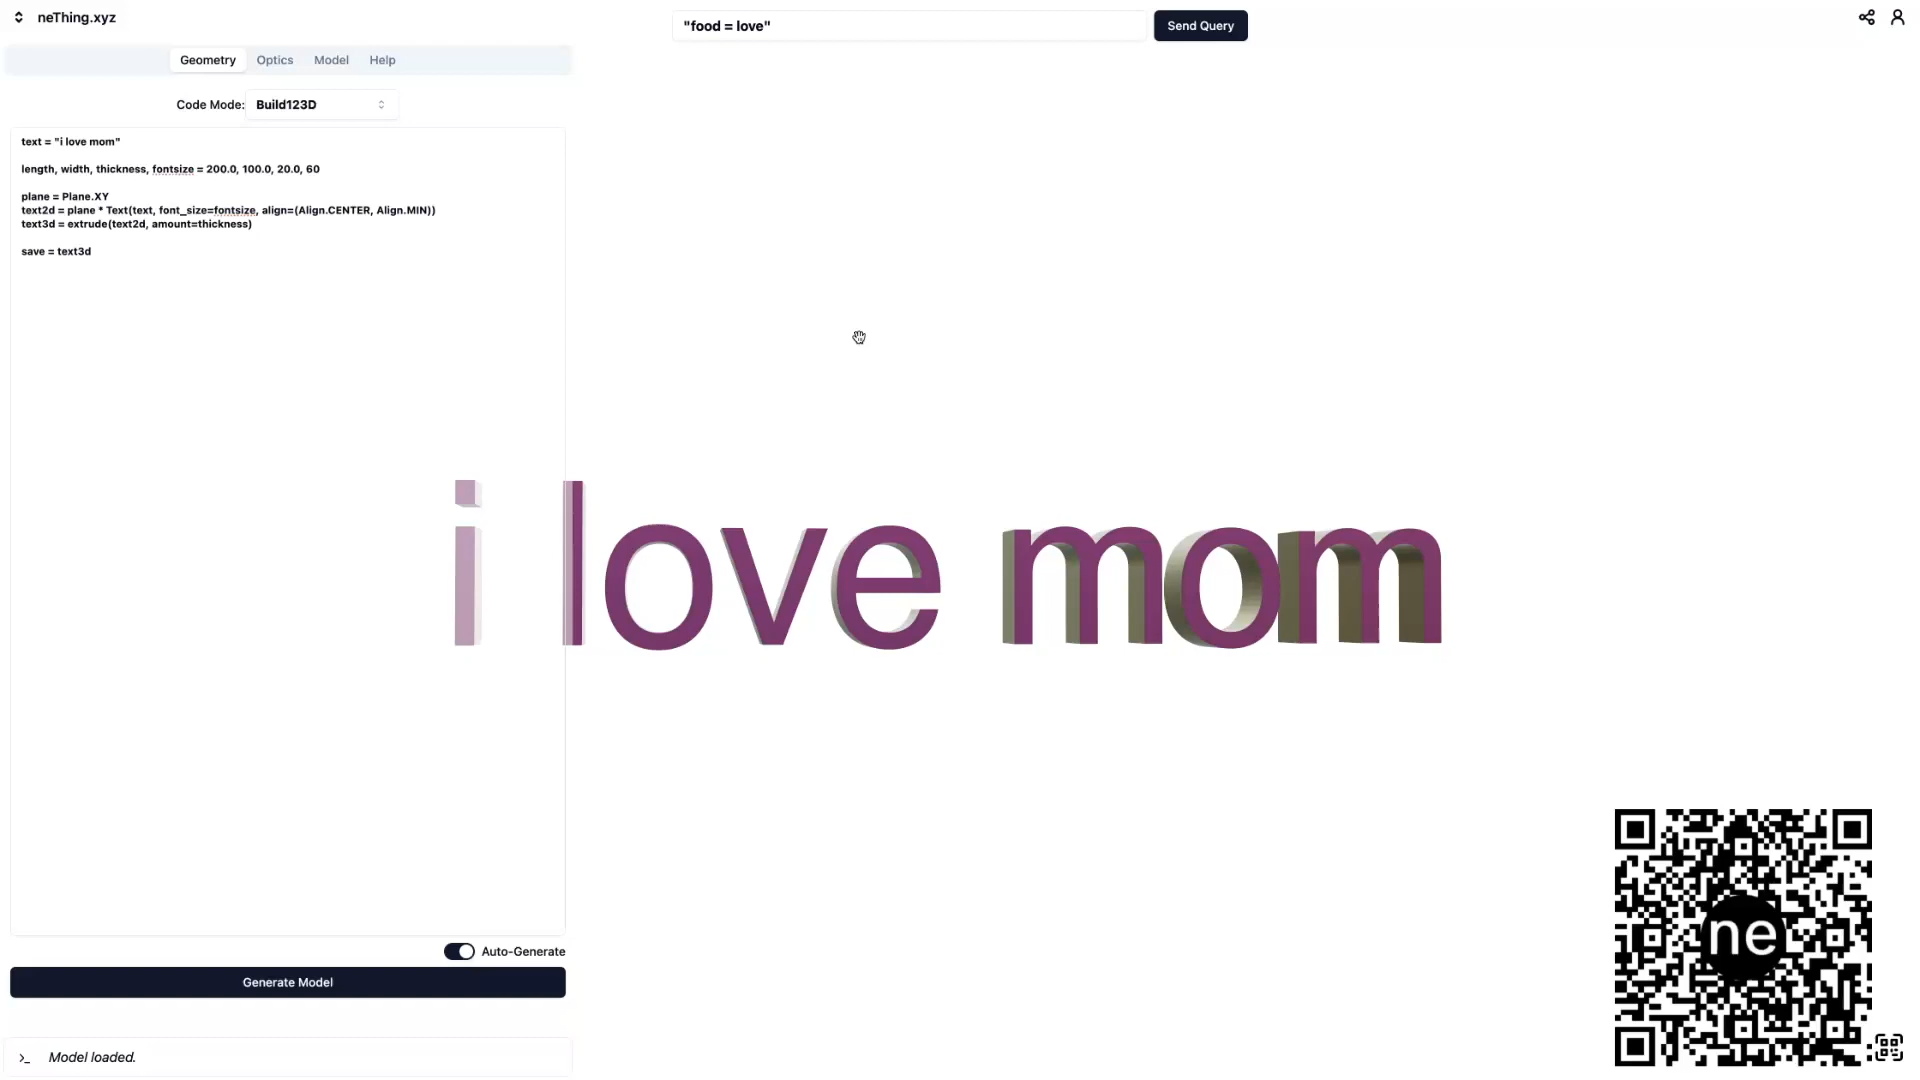 neThing.xyz
"food = love"
Send Query
Geometry
Optics
Model
Help
Code Mode:
Build123D
text = "i love mom"
length, width, thickness, fontsize = 200.0, 100.0, 20.0, 60
plane = Plane.XY
text2d = plane * Text(text, font_size=fontsize, align=(Align.CENTER, Align.MIN))
text3d = extrude(text2d, amount=thickness)
save = text3d
i love mom
ne
Auto-Generate
Generate Model
>_ Model loaded.